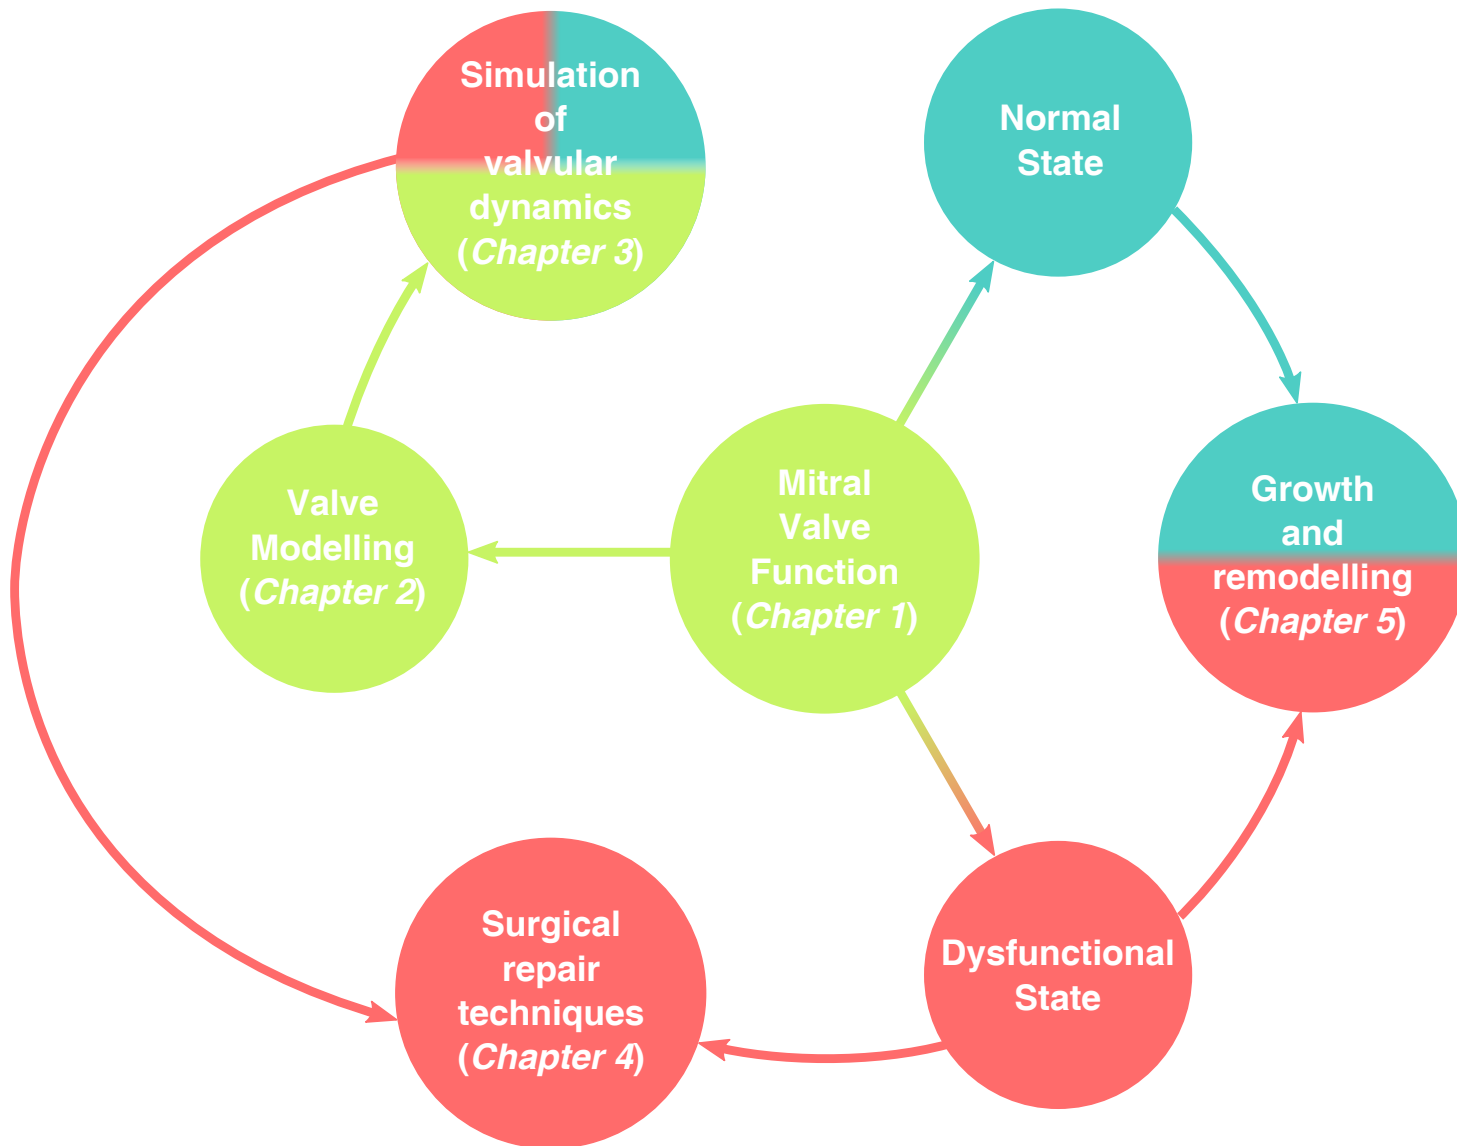 Simulation
of
valvular
dynamics
(Chapter 3)
Normal
State
Valve
Modelling
(Chapter 2)
Mitral
Valve
Function
(Chapter 1)
Growth
and
remodelling
(Chapter 5)
Surgical
repair
techniques
(Chapter 4)
Dysfunctional
State